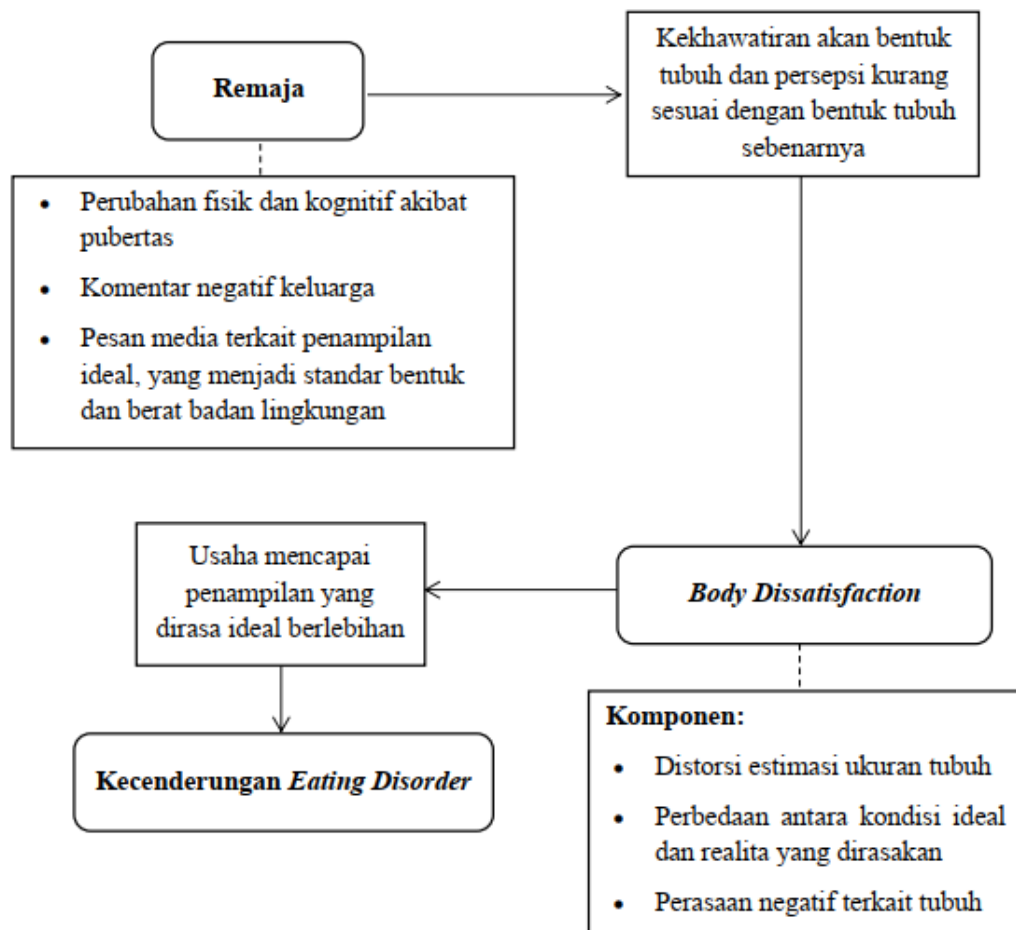 Remaja
Kekhawatiran akan bentuk
tubuh dan persepsi kurang
sesuai dengan bentuk tubuh
sebenarnya
• Perubahan fisik dan kognitif akibat
pubertas
• Komentar negatif keluarga
• Pesan media terkait penampilan
ideal, yang menjadi standar bentuk
dan berat badan lingkungan
Body Dissatisfaction
Komponen:
• Distorsi estimasi ukuran tubuh
• Perbedaan antara kondisi ideal
dan realita yang dirasakan
• Perasaan negatif terkait tubuh
Usaha mencapai
penampilan yang
dirasa ideal berlebihan
Kecenderungan Eating Disorder